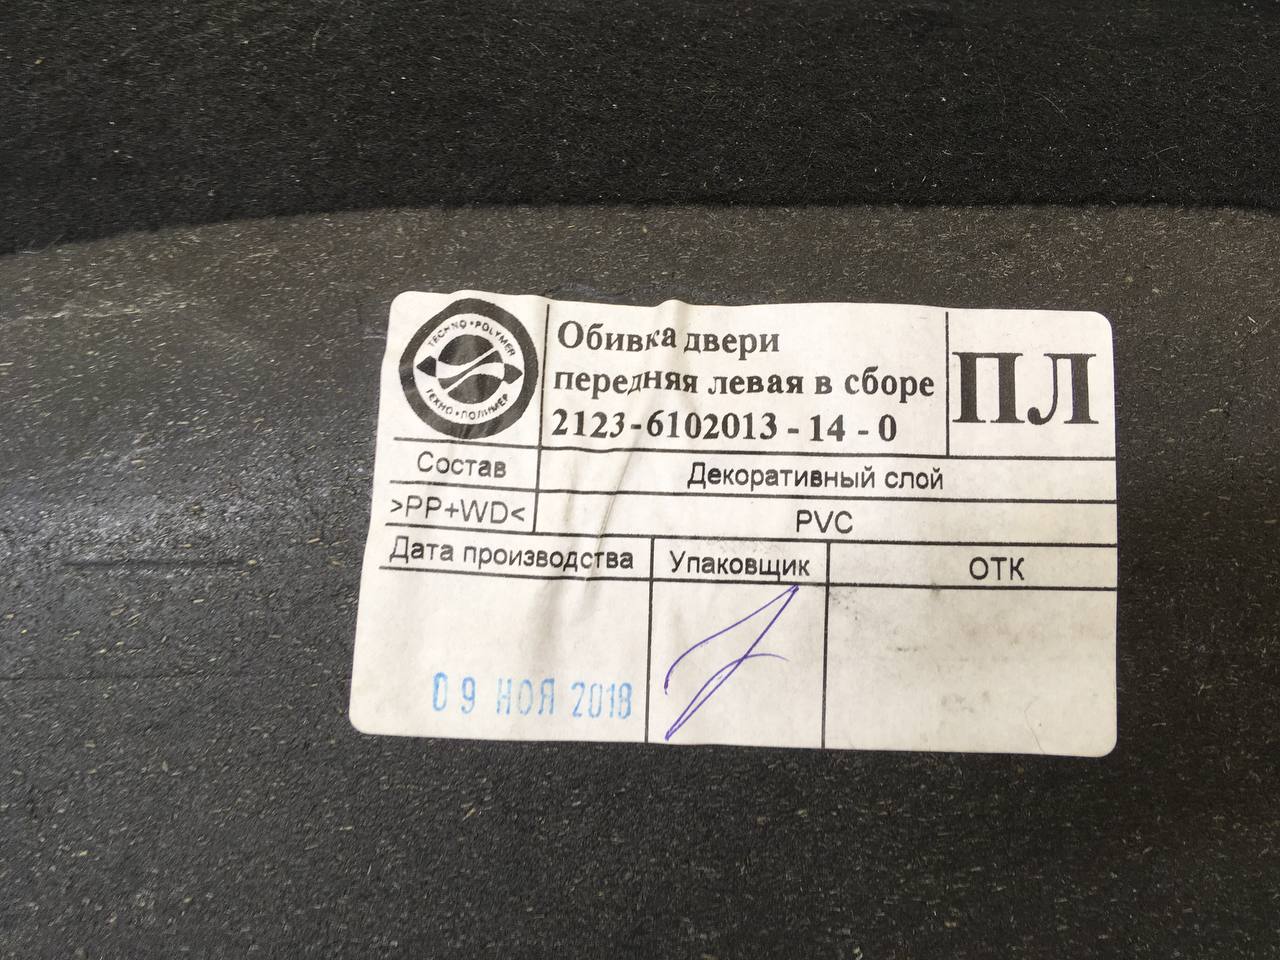 TECHNO•POLYMER
ТЕХНО•ПОЛИМЕР
Обивка двери
передняя левая в сборе
2123-6102013 - 14 - 0
ПЛ
Состав
Декоративный слой
>PP+WD<
PVC
Дата производства
Упаковщик
ОТК
09 НОЯ 2018